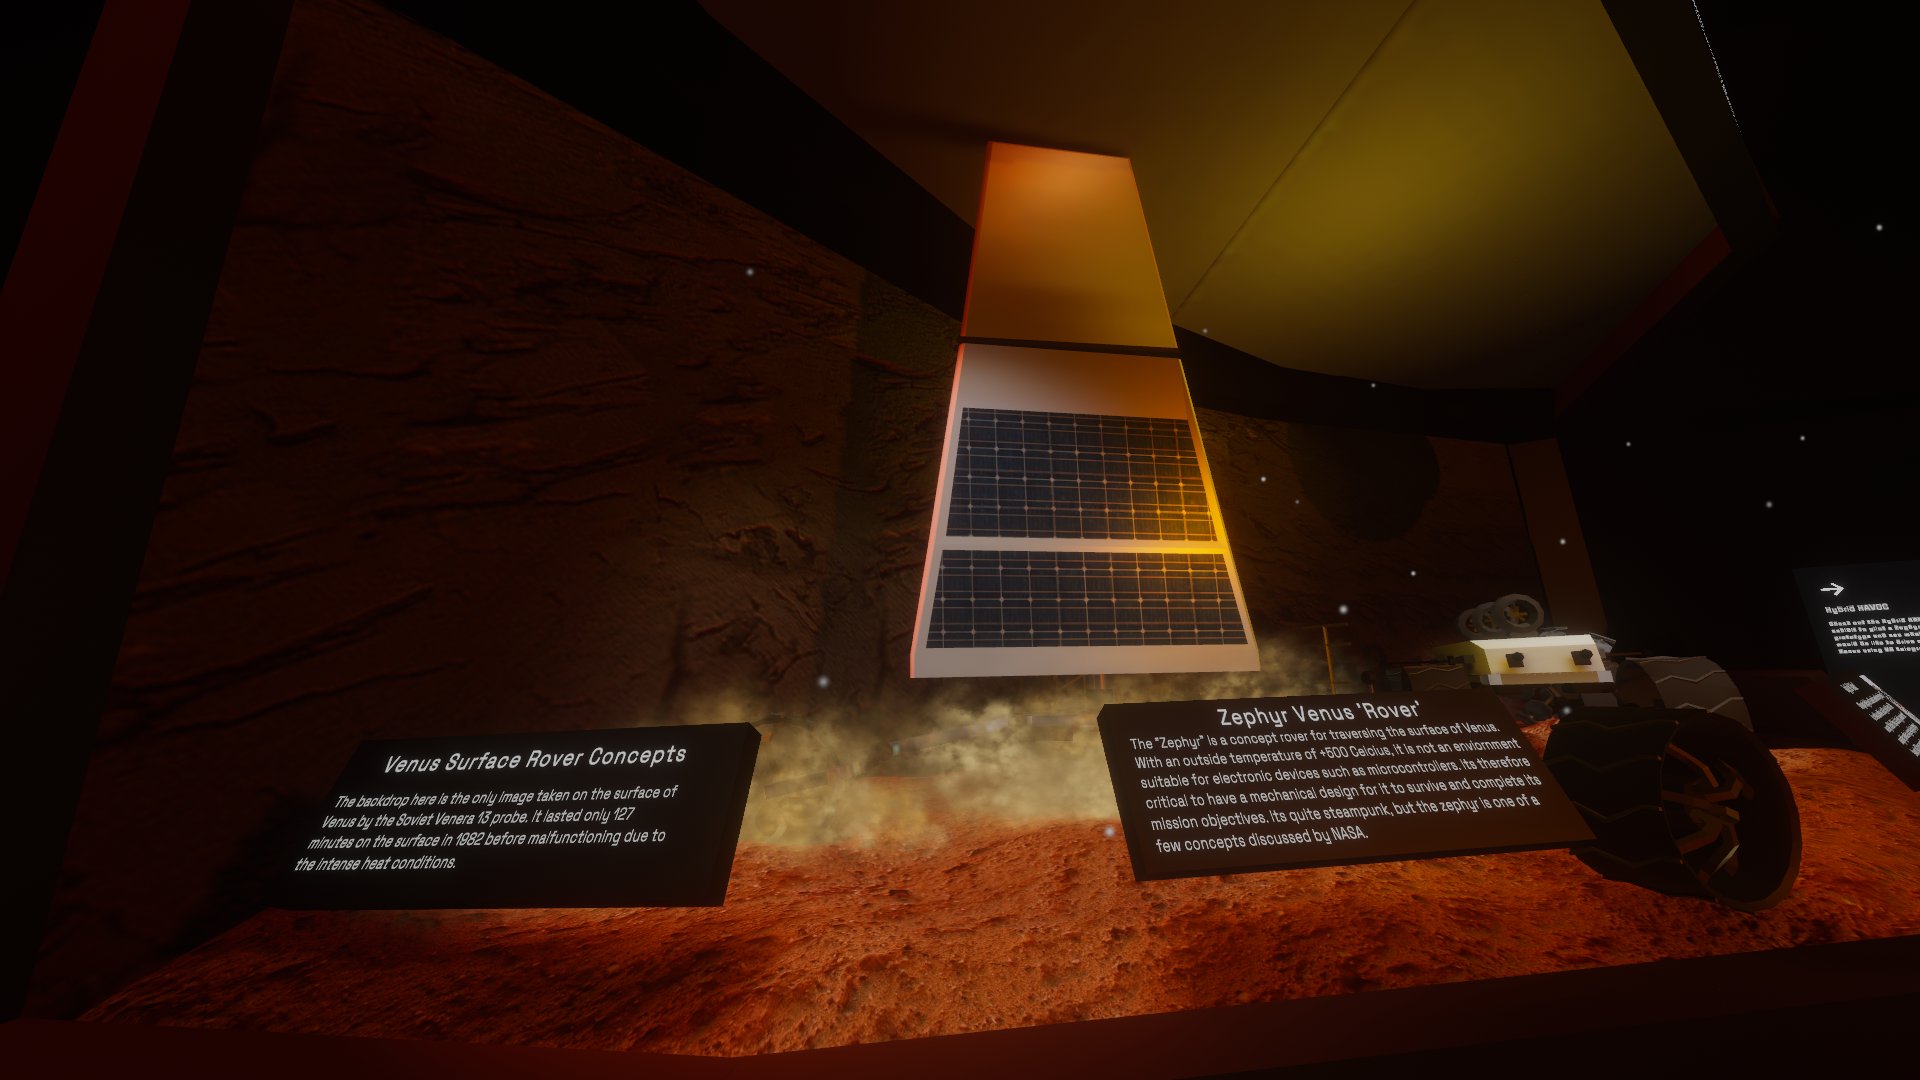 Venus Surface Rover Concepts
The backdrop here is the only image taken on the surface of
Venus by the Soviet Venera 13 probe. It lasted only 127
minutes on the surface in 1982 before malfunctioning due to
the intense heat conditions.
Zephyr Venus 'Rover'
The "Zephyr" is a concept rover for traversing the surface of Venus.
With an outside temperature of +500 Celcius, it is not an enviornment
suitable for electronic devices such as microcontrollers. Its therefore
critical to have a mechanical design for it to survive and complete its
mission objectives. Its quite steampunk, but the zephyr is one of a
few concepts discussed by NASA.
→
Hybrid HAVOC